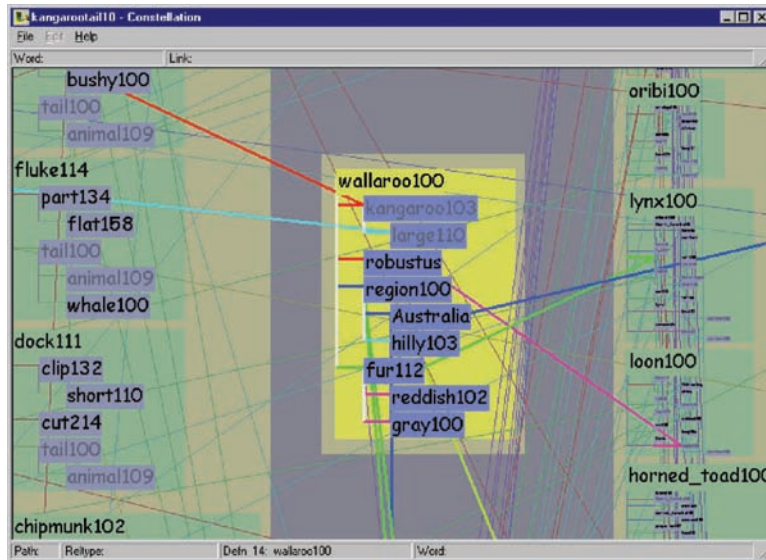 kangarootail10 - Constellation
File Edit Help
Word: Link:
bushy100
tail100
animal109
fluke114
part134
flat158
tail100
animal109
whale100
dock111
clip132
short110
cut214
tail100
animal109
chipmunk102
wallaroo100
kangaroo103
large110
robustus
region100
Australia
hilly103
fur112
reddish102
gray100
oribi100
lynx100
loon100
horned_toad100
Path: Reltype: Defn 14: wallaroo100 Word: